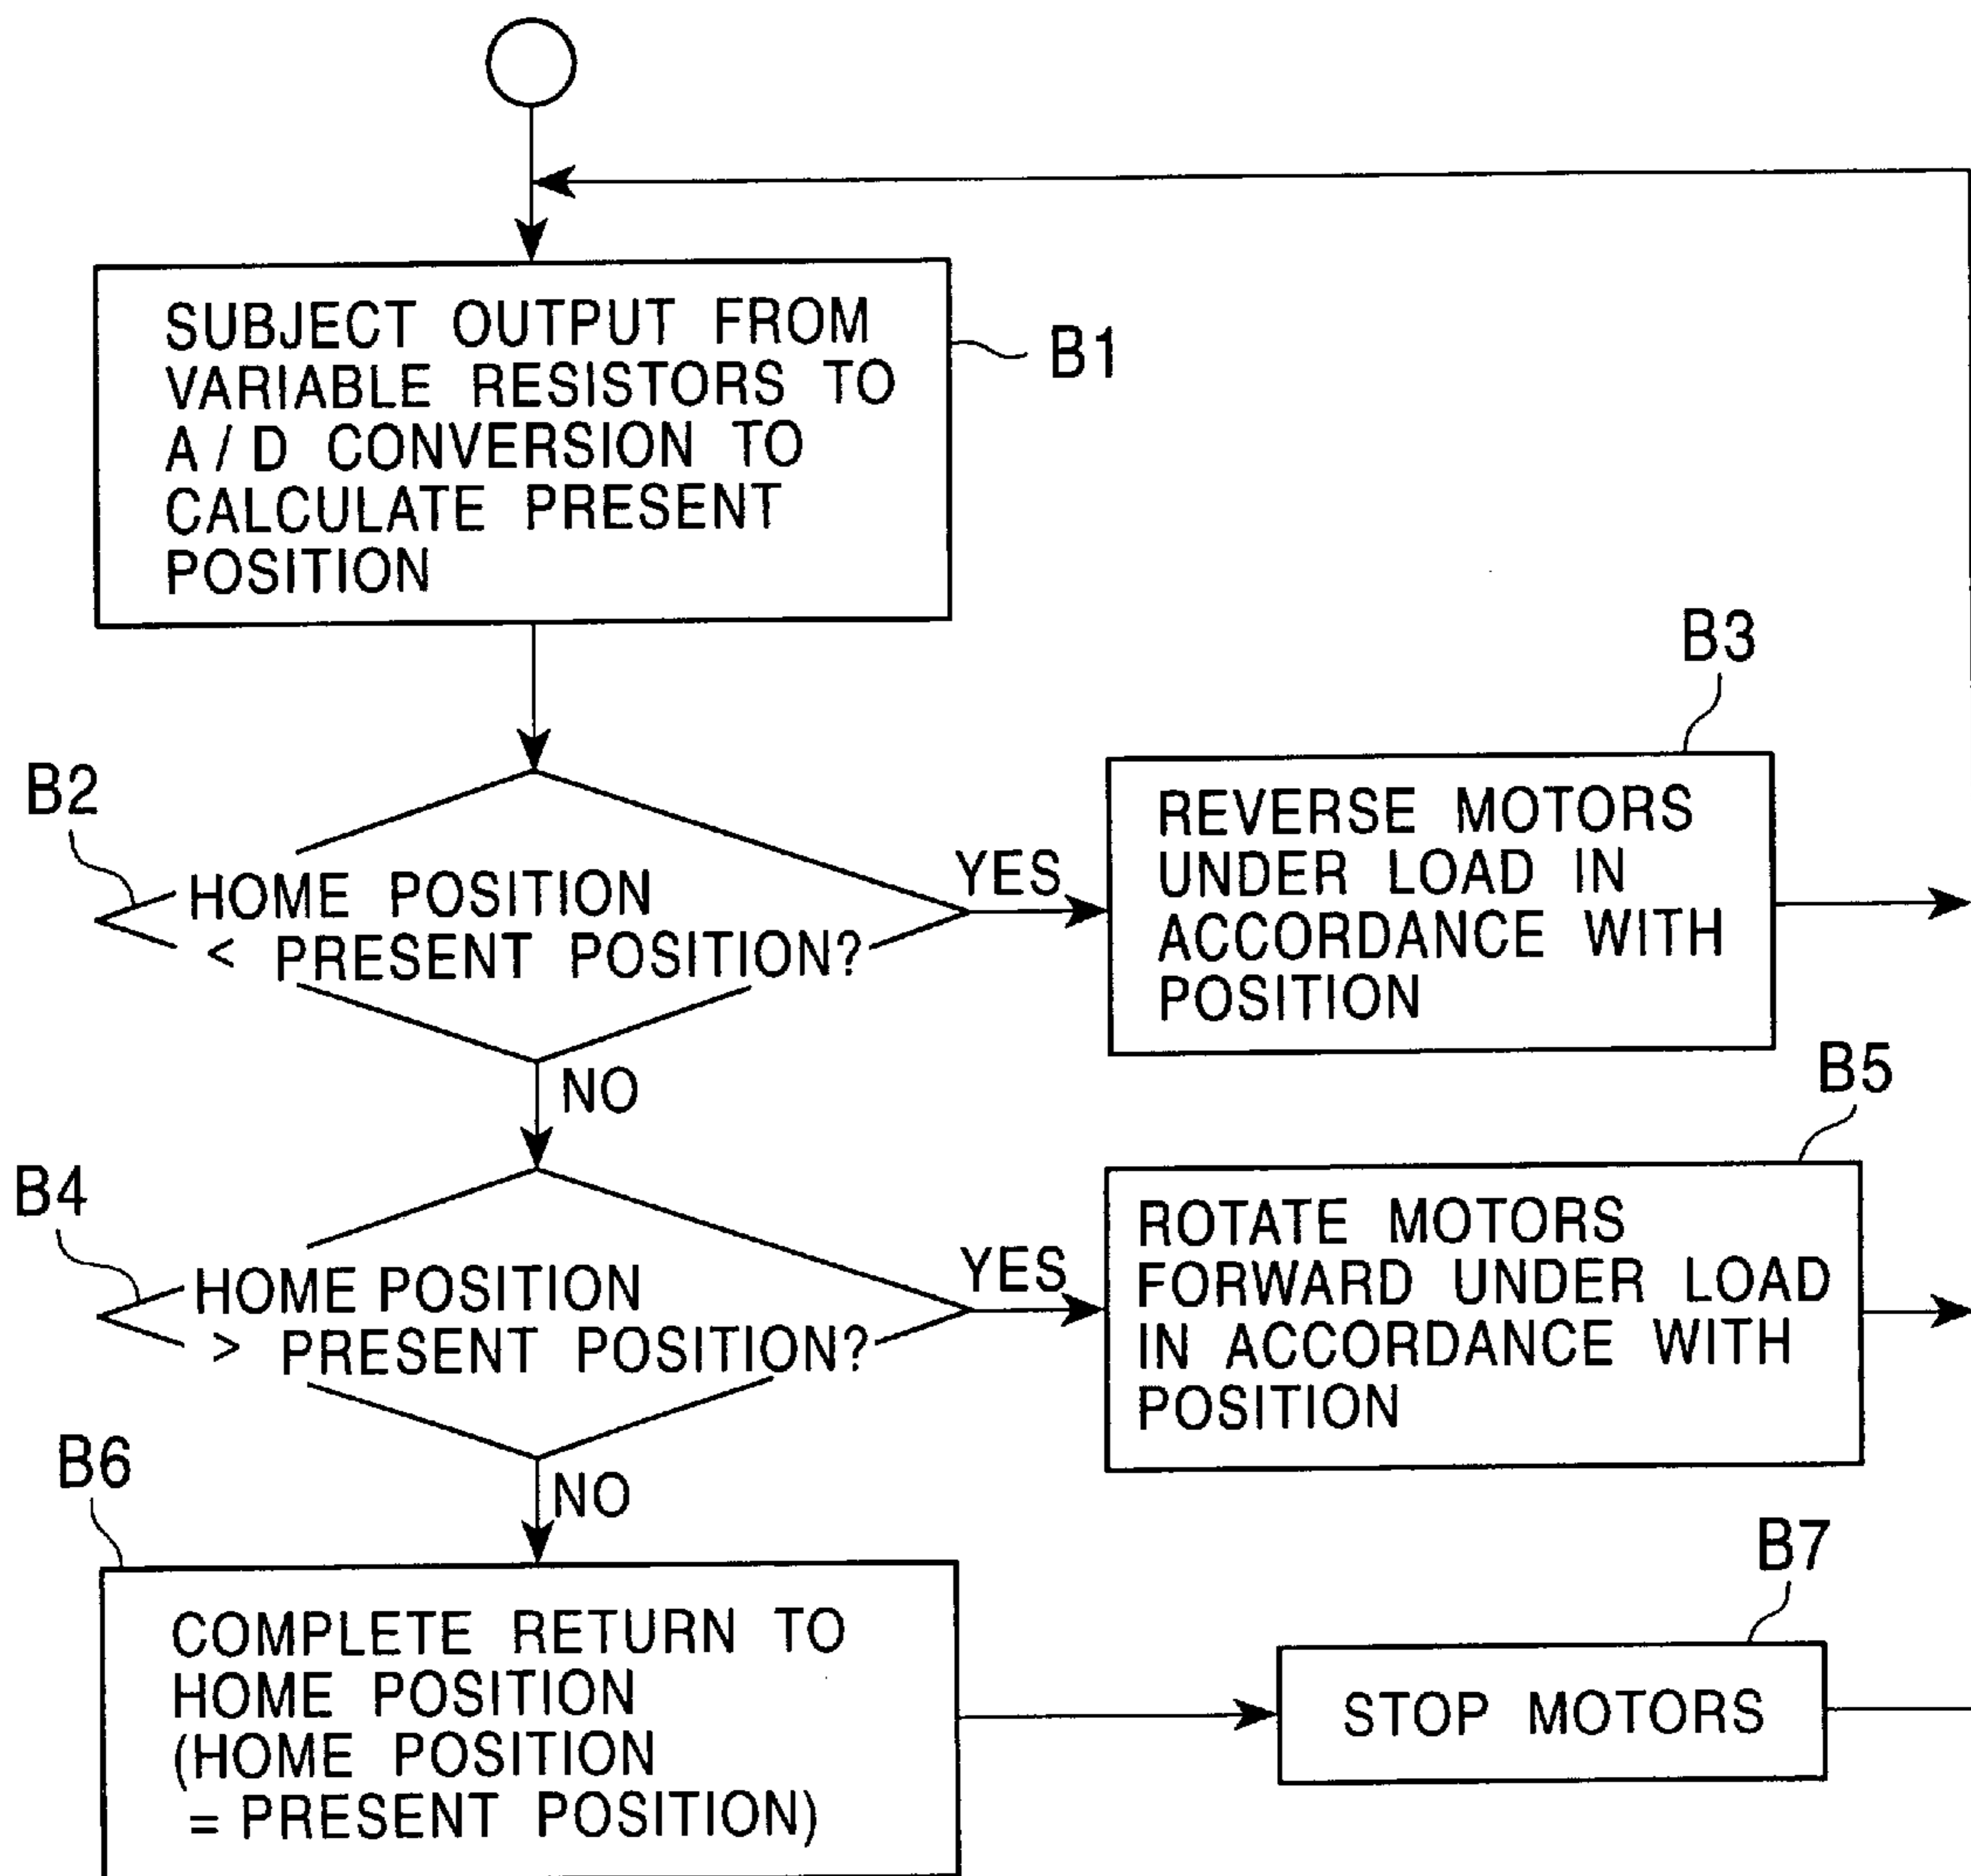 SUBJECT OUTPUT FROM
VARIABLE RESISTORS TO
A / D CONVERSION TO
CALCULATE PRESENT
POSITION
B1
B2
HOME POSITION
< PRESENT POSITION?
YES
B3
REVERSE MOTORS
UNDER LOAD IN
ACCORDANCE WITH
POSITION
NO
B4
HOME POSITION
> PRESENT POSITION?
YES
B5
ROTATE MOTORS
FORWARD UNDER LOAD
IN ACCORDANCE WITH
POSITION
NO
B6
COMPLETE RETURN TO
HOME POSITION
(HOME POSITION
= PRESENT POSITION)
B7
STOP MOTORS